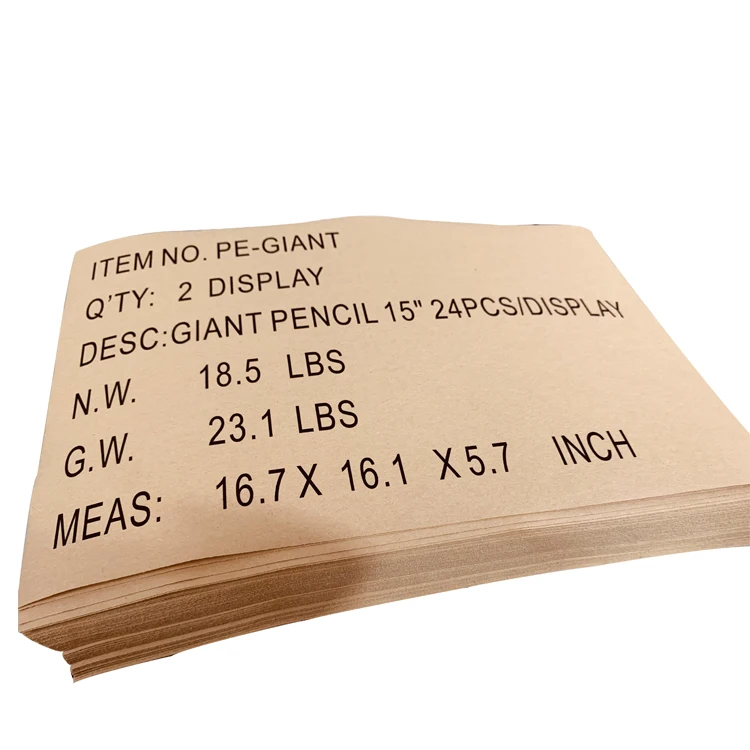 ITEM NO. PE-GIANT
Q'TY: 2 DISPLAY
DESC:GIANT PENCIL 15" 24PCS/DISPLAY
N.W. 18.5 LBS
G.W. 23.1 LBS
MEAS: 16.7 X 16.1 X 5.7 INCH